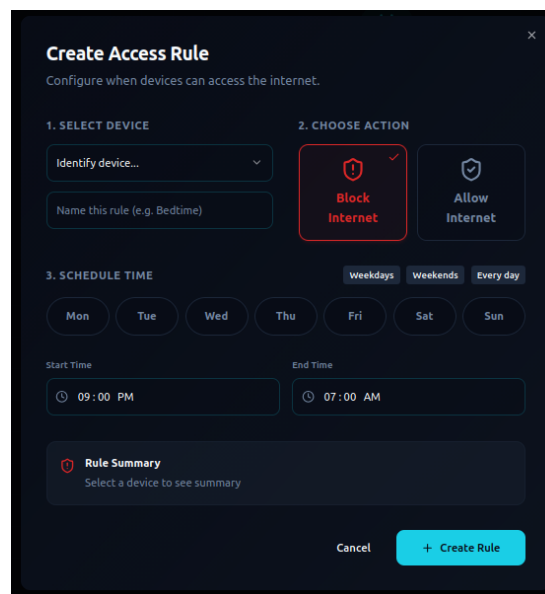 Create Access Rule
Configure when devices can access the internet.
1. SELECT DEVICE
2. CHOOSE ACTION
Identify device...
Name this rule (e.g. Bedtime)
Block
Internet
Allow
Internet
3. SCHEDULE TIME
Weekdays Weekends Every day
Mon Tue Wed Thu Fri Sat Sun
Start Time
End Time
09:00 PM
07:00 AM
Rule Summary
Select a device to see summary
Cancel
+ Create Rule